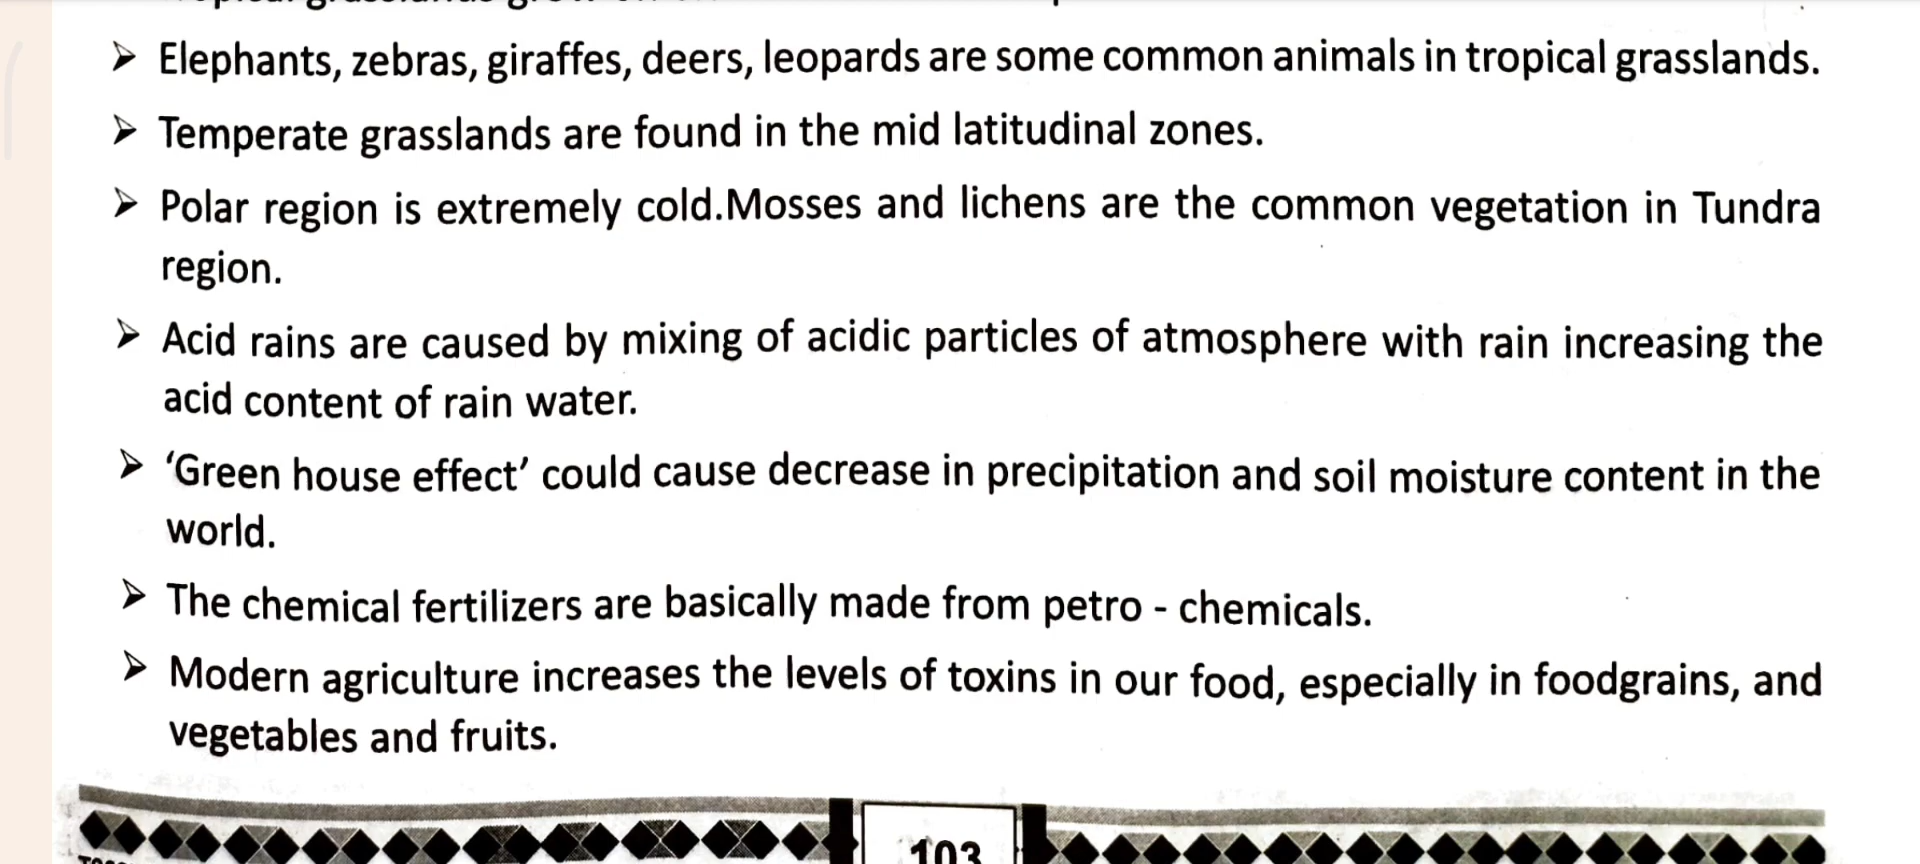 ➢ Elephants, zebras, giraffes, deers, leopards are some common animals in tropical grasslands.
➢ Temperate grasslands are found in the mid latitudinal zones.
➢ Polar region is extremely cold.Mosses and lichens are the common vegetation in Tundra
region.
➢ Acid rains are caused by mixing of acidic particles of atmosphere with rain increasing the
acid content of rain water.
➢ ‘Green house effect’ could cause decrease in precipitation and soil moisture content in the
world.
➢ The chemical fertilizers are basically made from petro - chemicals.
➢ Modern agriculture increases the levels of toxins in our food, especially in foodgrains, and
vegetables and fruits.
103